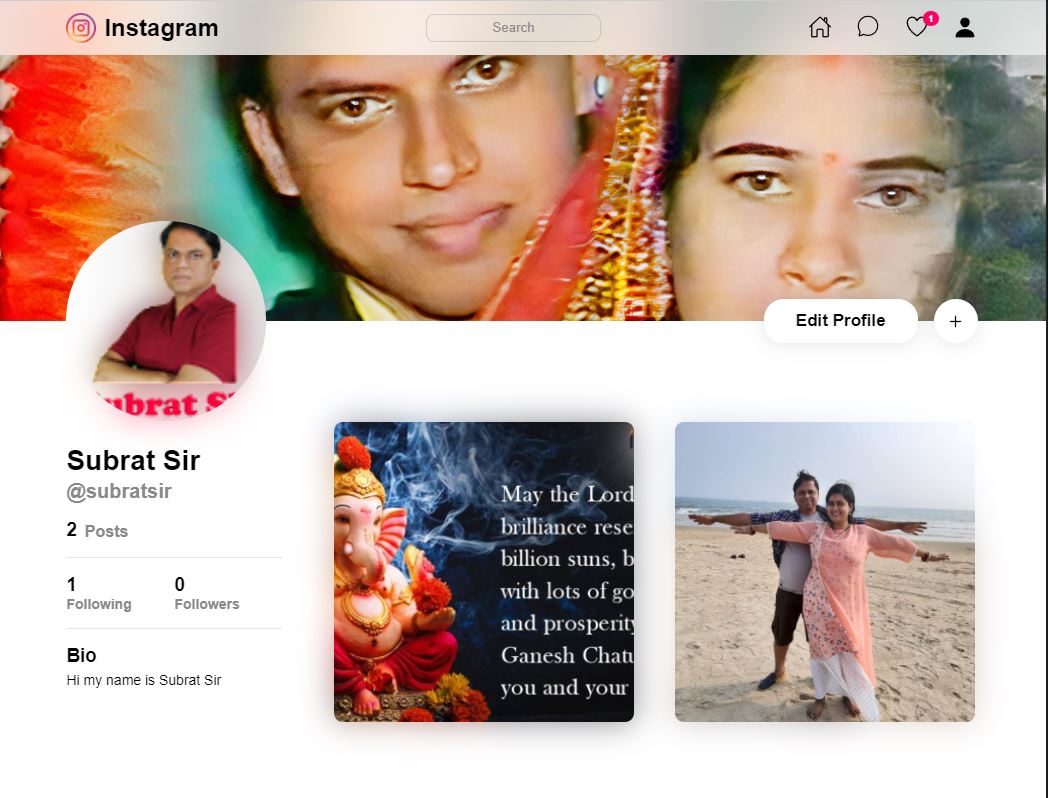 Instagram
Search
1
Edit Profile
+
Subrat Sir
@subratsir
2 Posts
1 0
Following Followers
Bio
Hi my name is Subrat Sir
May the Lord
brilliance rese
billion suns, b
with lots of go
and prosperity
Ganesh Chatu
you and your